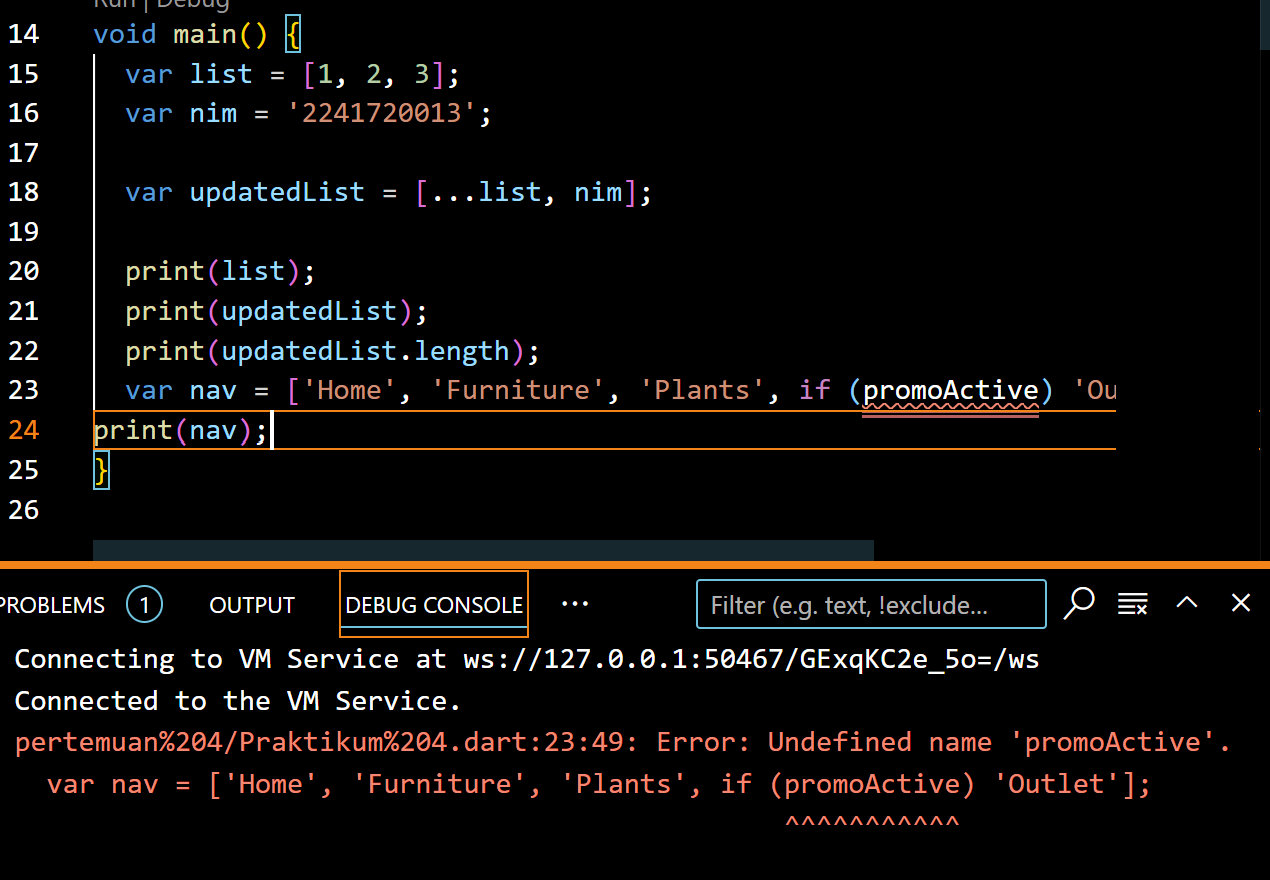 Run | Debug
14 void main() {
15 var list = [1, 2, 3];
16 var nim = '2241720013';
17
18 var updatedList = [...list, nim];
19
20 print(list);
21 print(updatedList);
22 print(updatedList.length);
23 var nav = ['Home', 'Furniture', 'Plants', if (promoActive) 'Ou
24 print(nav);
25 }
26
PROBLEMS 1 OUTPUT DEBUG CONSOLE ··· Filter (e.g. text, !exclude...
Connecting to VM Service at ws://127.0.0.1:50467/GExqKC2e_5o=/ws
Connected to the VM Service.
pertemuan%204/Praktikum%204.dart:23:49: Error: Undefined name 'promoActive'.
var nav = ['Home', 'Furniture', 'Plants', if (promoActive) 'Outlet'];
^^^^^^^^^^^